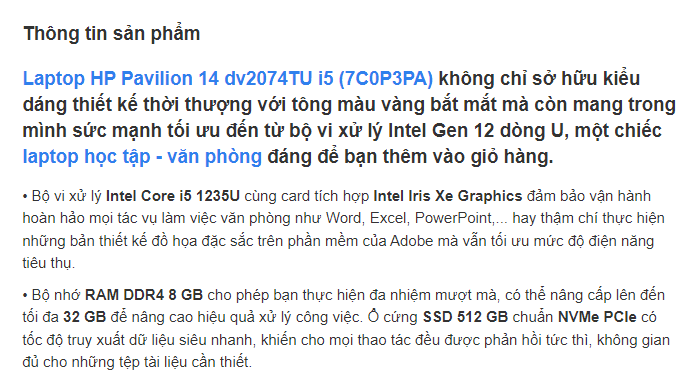 Thông tin sản phẩm
Laptop HP Pavilion 14 dv2074TU i5 (7C0P3PA) không chỉ sở hữu kiểu
dáng thiết kế thời thượng với tông màu vàng bắt mắt mà còn mang trong
mình sức mạnh tối ưu đến từ bộ vi xử lý Intel Gen 12 dòng U, một chiếc
laptop học tập - văn phòng đáng để bạn thêm vào giỏ hàng.
• Bộ vi xử lý Intel Core i5 1235U cùng card tích hợp Intel Iris Xe Graphics đảm bảo vận hành
hoàn hảo mọi tác vụ làm việc văn phòng như Word, Excel, PowerPoint,... hay thậm chí thực hiện
những bản thiết kế đồ họa đặc sắc trên phần mềm của Adobe mà vẫn tối ưu mức độ điện năng
tiêu thụ.
• Bộ nhớ RAM DDR4 8 GB cho phép bạn thực hiện đa nhiệm mượt mà, có thể nâng cấp lên đến
tối đa 32 GB để nâng cao hiệu quả xử lý công việc. Ổ cứng SSD 512 GB chuẩn NVMe PCIe có
tốc độ truy xuất dữ liệu siêu nhanh, khiến cho mọi thao tác đều được phản hồi tức thì, không gian
đủ cho những tệp tài liệu cần thiết.